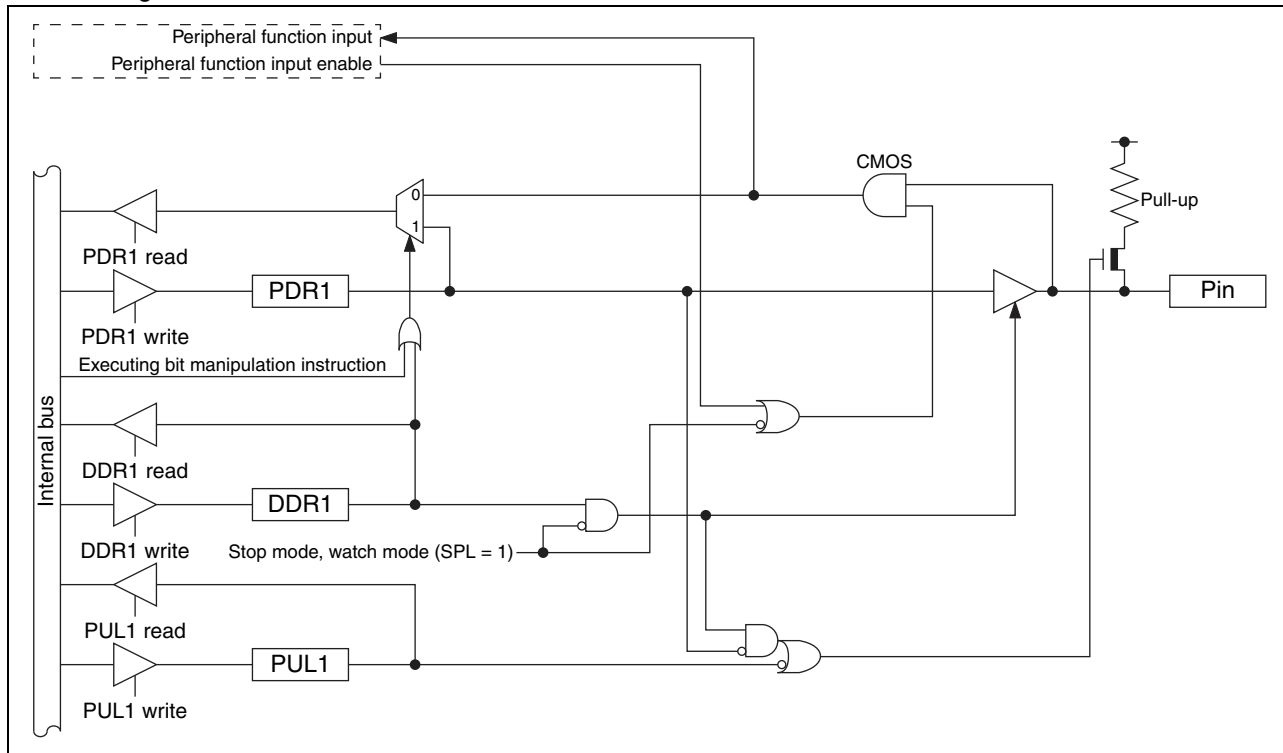 Peripheral function input
Peripheral function input enable
CMOS
0
Pull-up
1
PDR1 read
PDR1
Pin
PDR1 write
Executing bit manipulation instruction
Internal bus
DDR1 read
DDR1
DDR1 write
Stop mode, watch mode (SPL = 1)
PUL1 read
PUL1
PUL1 write